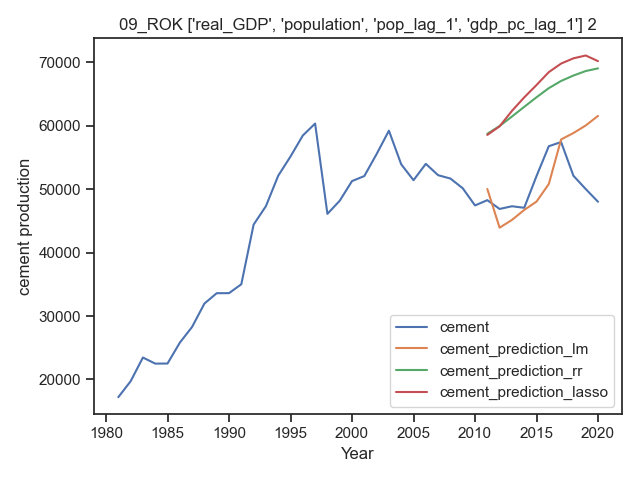 09_ROK ['real_GDP', 'population', 'pop_lag_1', 'gdp_pc_lag_1'] 2
70000
60000
50000
40000
30000
20000
cement production
1980 1985 1990 1995 2000 2005 2010 2015 2020
Year
cement
cement_prediction_lm
cement_prediction_rr
cement_prediction_lasso